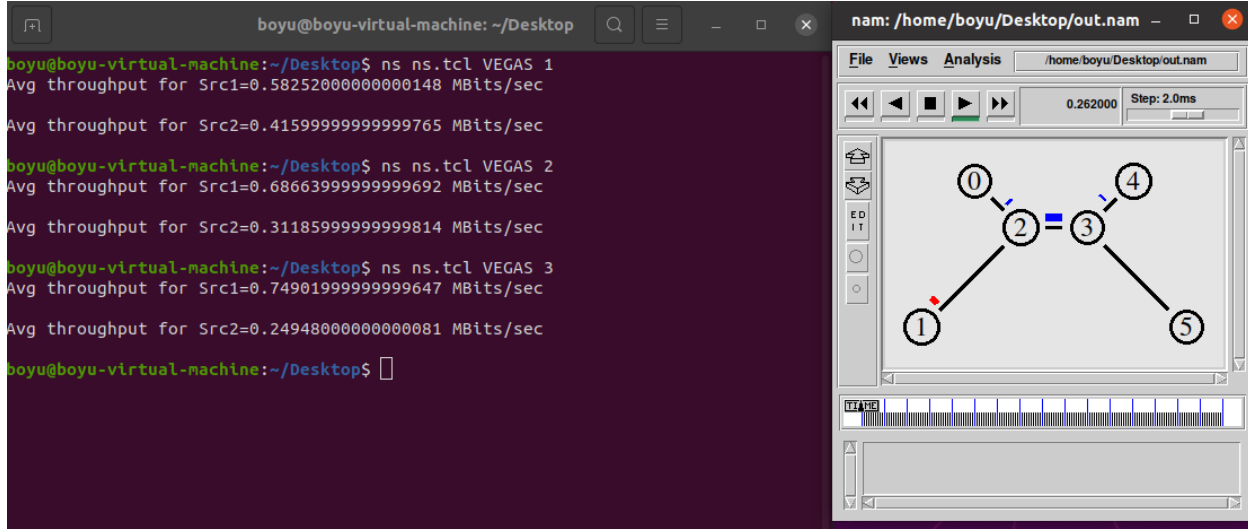 boyu@boyu-virtual-machine: ~/Desktop
boyu@boyu-virtual-machine:~/Desktop$ ns ns.tcl VEGAS 1
Avg throughput for Src1=0.58252000000000148 MBits/sec
Avg throughput for Src2=0.41599999999999765 MBits/sec
boyu@boyu-virtual-machine:~/Desktop$ ns ns.tcl VEGAS 2
Avg throughput for Src1=0.68663999999999692 MBits/sec
Avg throughput for Src2=0.31185999999999814 MBits/sec
boyu@boyu-virtual-machine:~/Desktop$ ns ns.tcl VEGAS 3
Avg throughput for Src1=0.74901999999999647 MBits/sec
Avg throughput for Src2=0.24948000000000081 MBits/sec
boyu@boyu-virtual-machine:~/Desktop$
nam: /home/boyu/Desktop/out.nam
File Views Analysis /home/boyu/Desktop/out.nam
0.262000 Step: 2.0ms
ED
IT
0 4
2 3
1 5
TIME